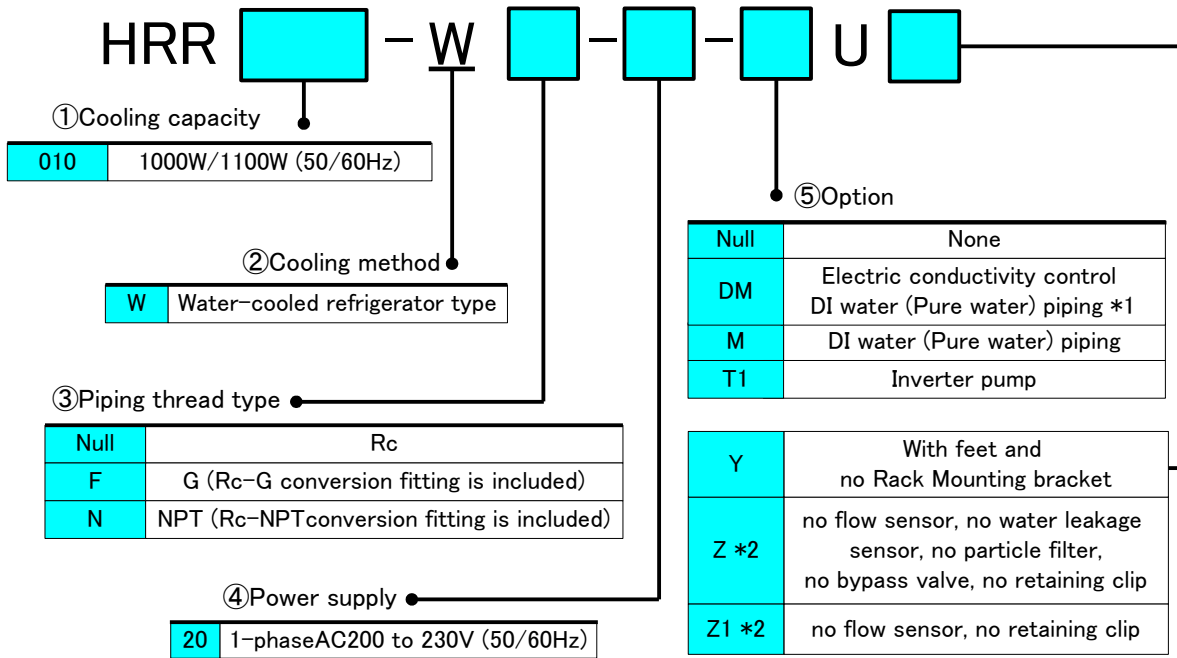 HRR - W - - U
①Cooling capacity
010 1000W/1100W (50/60Hz)
②Cooling method
W Water-cooled refrigerator type
③Piping thread type
Null Rc
F G (Rc-G conversion fitting is included)
N NPT (Rc-NPTconversion fitting is included)
④Power supply
20 1-phaseAC200 to 230V (50/60Hz)
⑤Option
Null None
DM Electric conductivity control
DI water (Pure water) piping *1
M DI water (Pure water) piping
T1 Inverter pump
Y With feet and
no Rack Mounting bracket
Z *2 no flow sensor, no water leakage
sensor, no particle filter,
no bypass valve, no retaining clip
Z1 *2 no flow sensor, no retaining clip